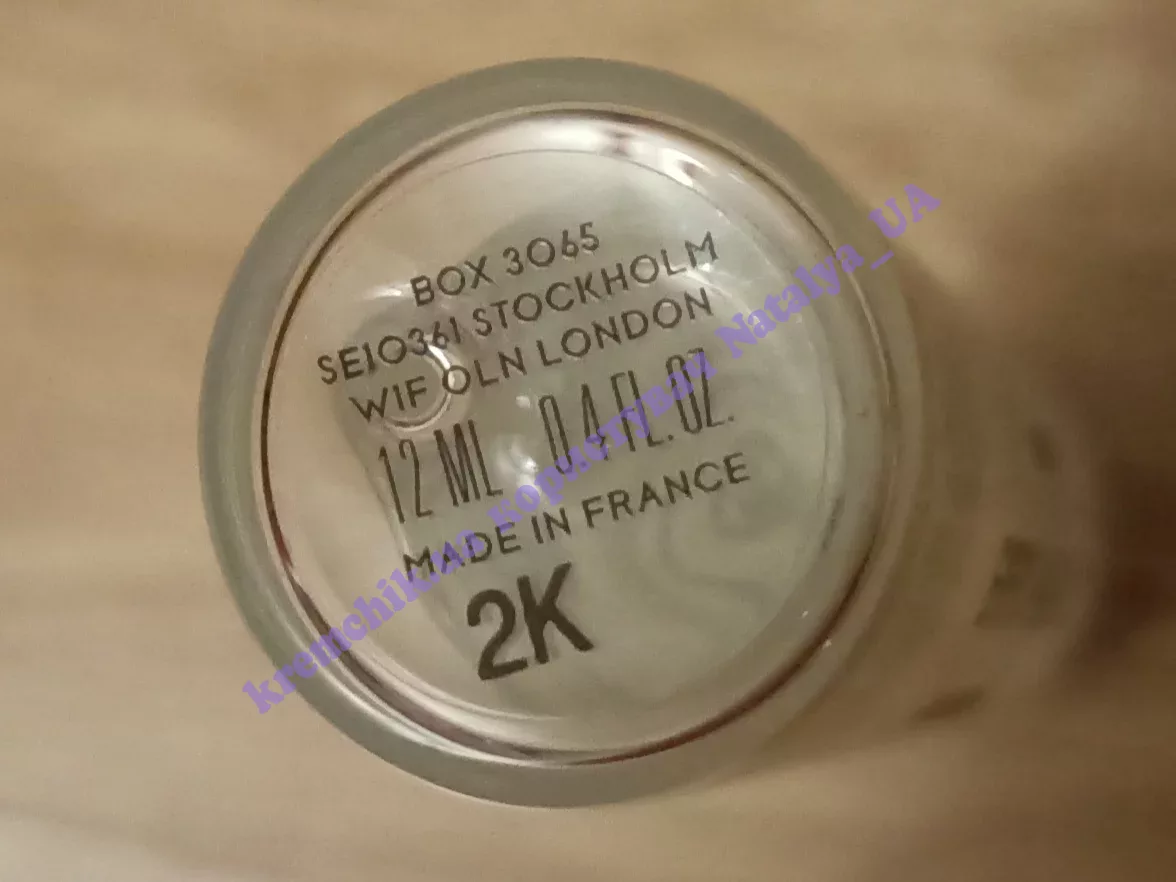 BOX 3065
SE10361 STOCKHOLM
W1F OLN LONDON
12 ML 0.4 FL.OZ.
MADE IN FRANCE
2K
kremchik.ua користувач Natalya_UA